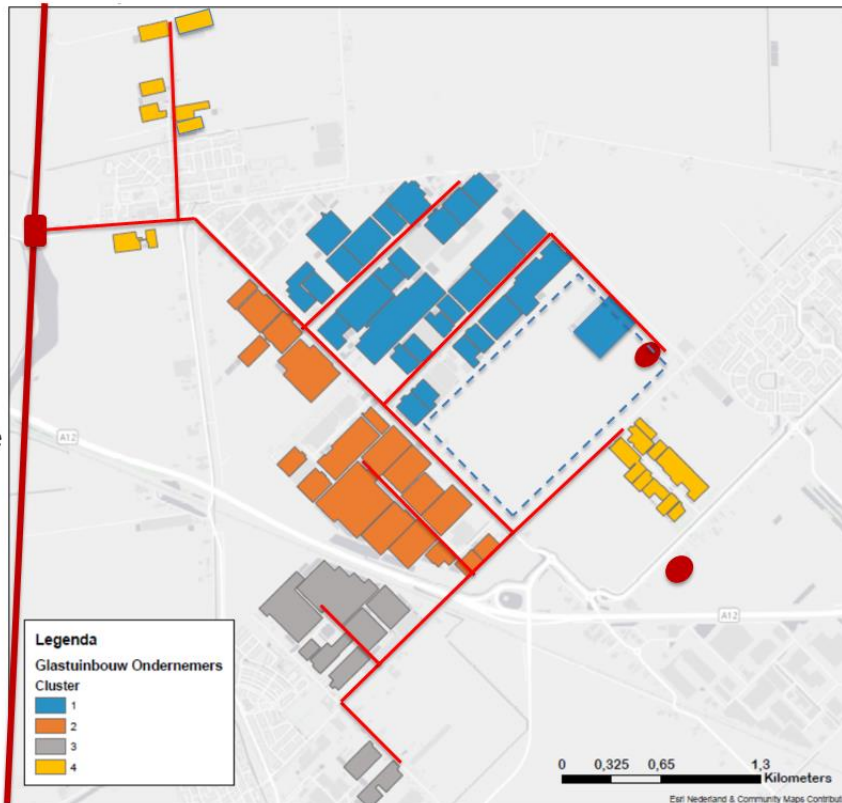 A12
e
A12
Legenda
Glastuinbouw Ondernemers
Cluster
1
2
3
4
0 0,325 0,65 1,3
Kilometers
Esri Nederland & Community Maps Contribut